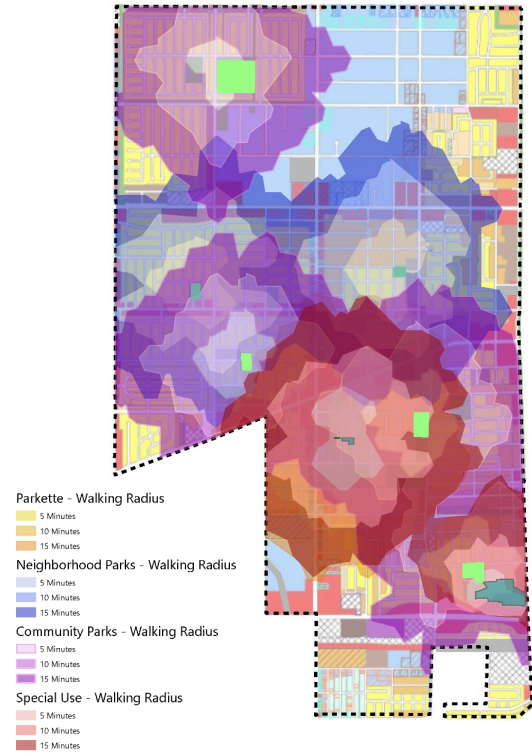 Parkette - Walking Radius
5 Minutes
10 Minutes
15 Minutes
Neighborhood Parks - Walking Radius
5 Minutes
10 Minutes
15 Minutes
Community Parks - Walking Radius
5 Minutes
10 Minutes
15 Minutes
Special Use - Walking Radius
5 Minutes
10 Minutes
15 Minutes